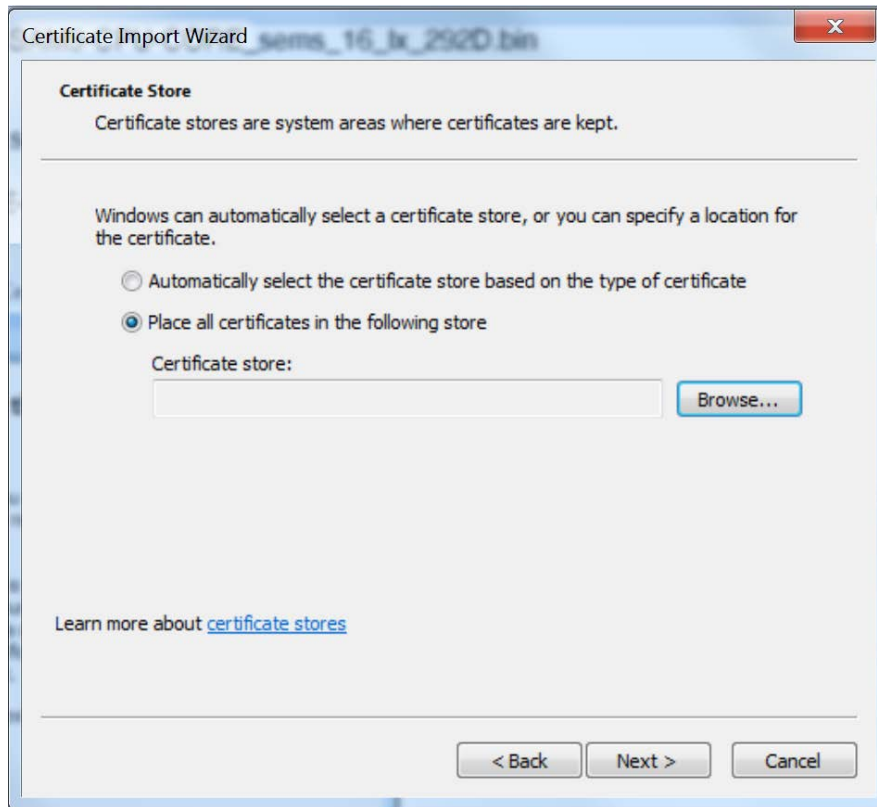 Certificate Import Wizard
_sems_16_lx_292D.bin
Certificate Store
Certificate stores are system areas where certificates are kept.
Windows can automatically select a certificate store, or you can specify a location for
the certificate.
Automatically select the certificate store based on the type of certificate
Place all certificates in the following store
Certificate store:
Browse...
Learn more about certificate stores
< Back
Next >
Cancel